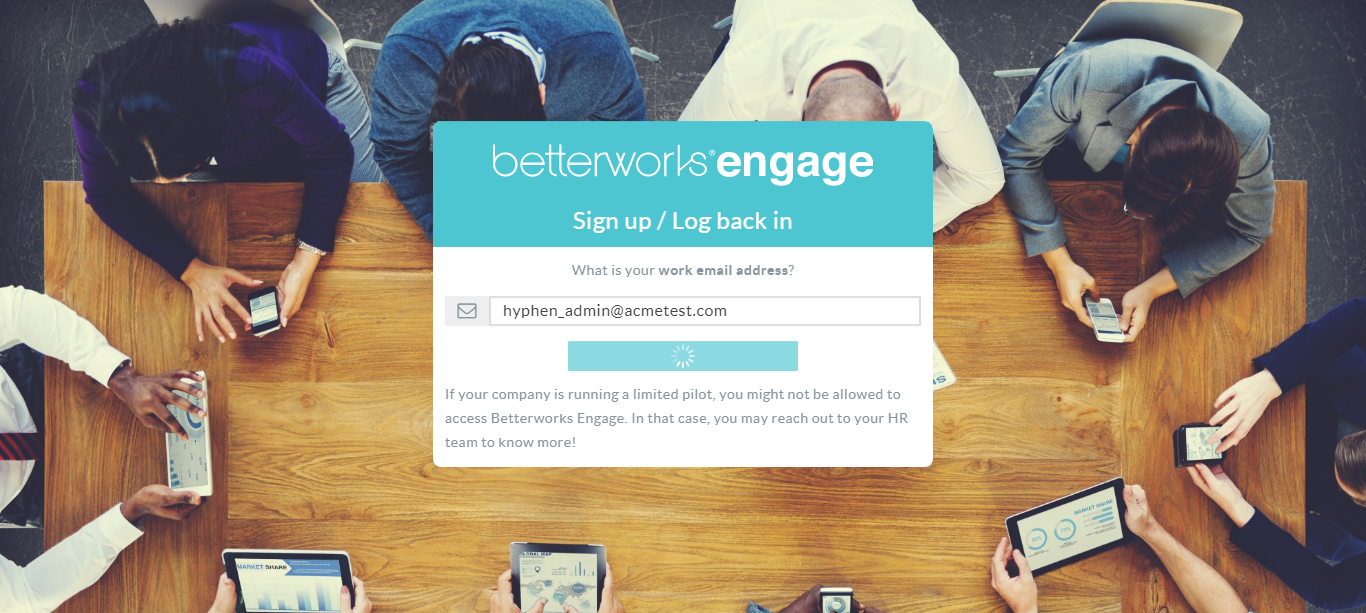 betterworks® engage
Sign up / Log back in
What is your work email address?
hyphen_admin@acmetest.com
If your company is running a limited pilot, you might not be allowed to
access Betterworks Engage. In that case, you may reach out to your HR
team to know more!
MARKET SHARE
MARKET SHARE
GLOBAL MAP